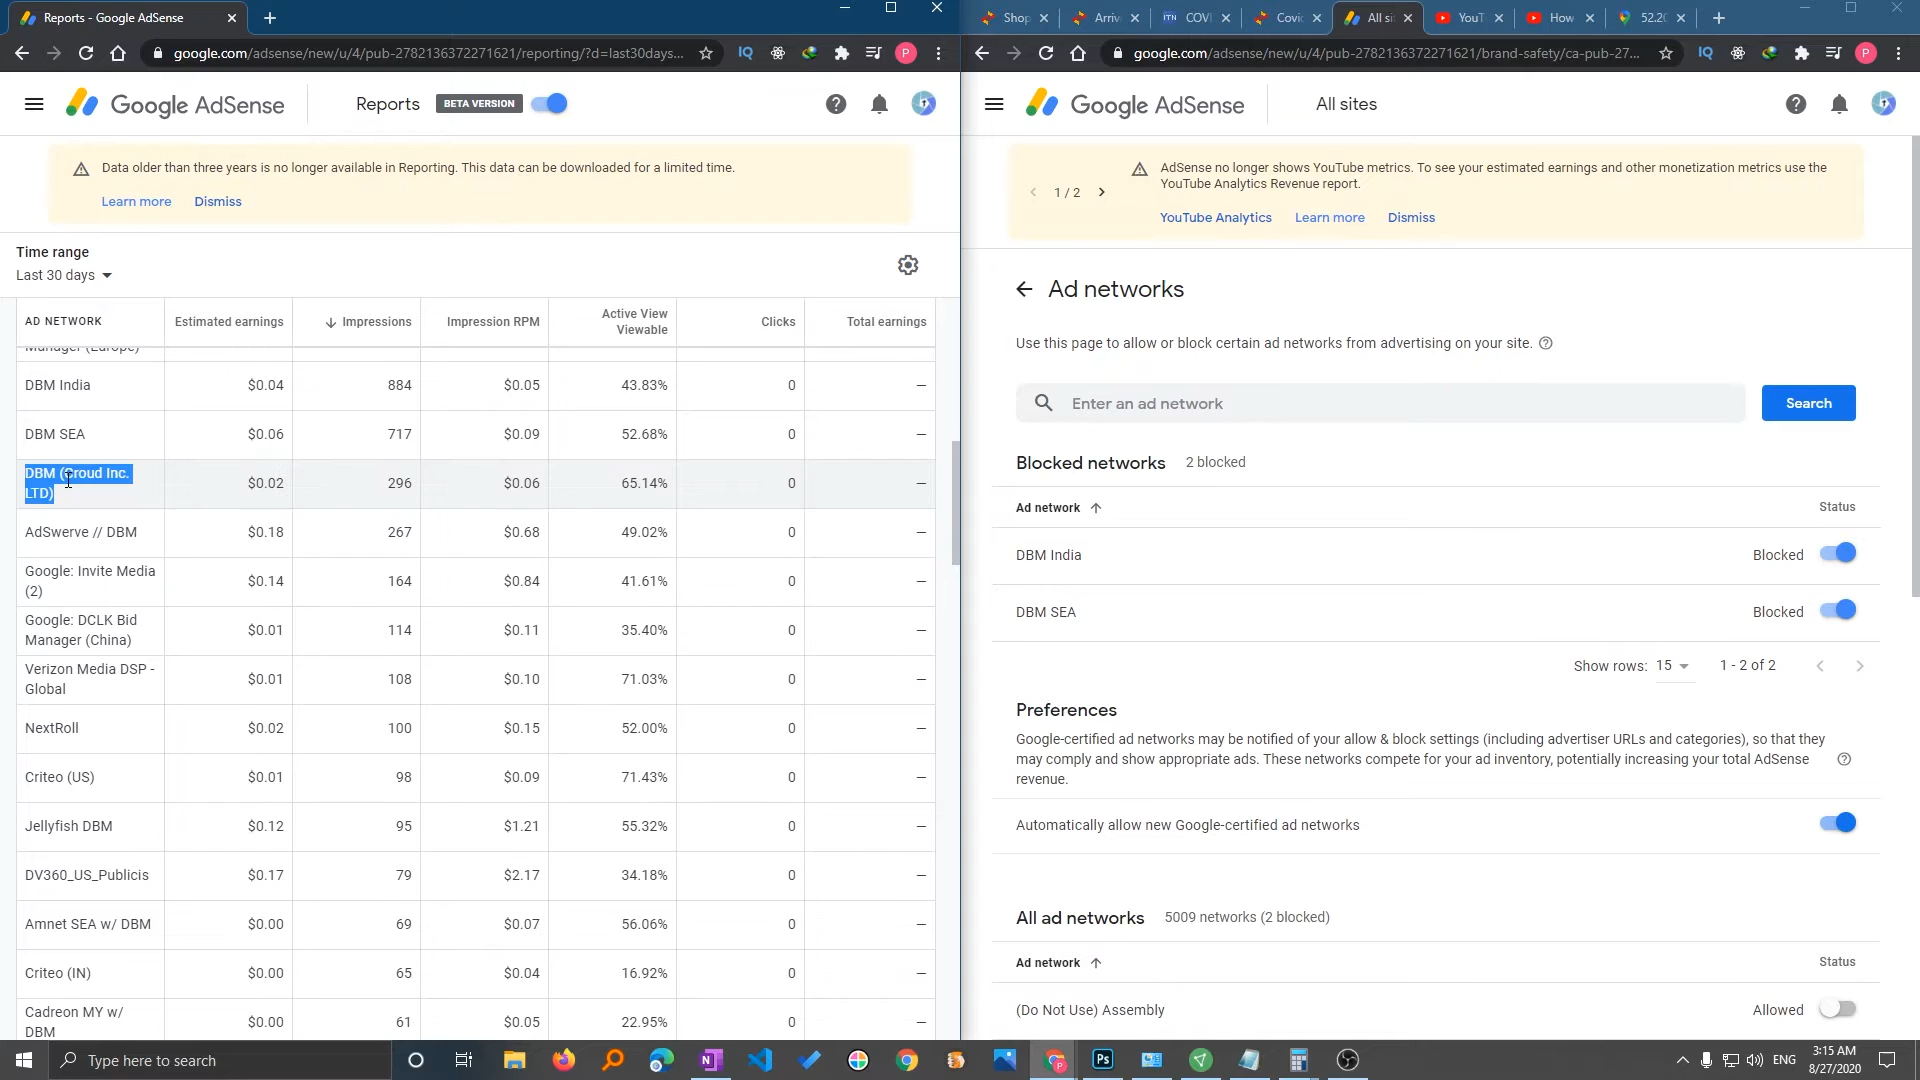 Reports - Google AdSense
google.com/adsense/new/u/4/pub-2782136372271621/reporting/?d=last30days...
P
Google AdSense
Reports
BETA VERSION
Data older than three years is no longer available in Reporting. This data can be downloaded for a limited time.
Learn more
Dismiss
Time range
Last 30 days
AD NETWORK
Estimated earnings
Impressions
Impression RPM
Active View
Viewable
Clicks
Total earnings
Manager (Europe)
DBM India
$0.04
884
$0.05
43.83%
0
—
DBM SEA
$0.06
717
$0.09
52.68%
0
—
DBM (Croud Inc.
LTD)
$0.02
296
$0.06
65.14%
0
—
AdSwerve // DBM
$0.18
267
$0.68
49.02%
0
—
Google: Invite Media
(2)
$0.14
164
$0.84
41.61%
0
—
Google: DCLK Bid
Manager (China)
$0.01
114
$0.11
35.40%
0
—
Verizon Media DSP -
Global
$0.01
108
$0.10
71.03%
0
—
NextRoll
$0.02
100
$0.15
52.00%
0
—
Criteo (US)
$0.01
98
$0.09
71.43%
0
—
Jellyfish DBM
$0.12
95
$1.21
55.32%
0
—
DV360_US_Publicis
$0.17
79
$2.17
34.18%
0
—
Amnet SEA w/ DBM
$0.00
69
$0.07
56.06%
0
—
Criteo (IN)
$0.00
65
$0.04
16.92%
0
—
Cadreon MY w/
DBM
$0.00
61
$0.05
22.95%
0
—
Shop
Arriv
ITN
COVI
Covid
All si
YouT
How
52.20
google.com/adsense/new/u/4/pub-2782136372271621/brand-safety/ca-pub-27...
P
Google AdSense
All sites
1 / 2
AdSense no longer shows YouTube metrics. To see your estimated earnings and other monetization metrics use the
YouTube Analytics Revenue report.
YouTube Analytics
Learn more
Dismiss
Ad networks
Use this page to allow or block certain ad networks from advertising on your site.
Enter an ad network
Search
Blocked networks
2 blocked
Ad network
Status
DBM India
Blocked
DBM SEA
Blocked
Show rows:
15
1 - 2 of 2
Preferences
Google-certified ad networks may be notified of your allow & block settings (including advertiser URLs and categories), so that they
may comply and show appropriate ads. These networks compete for your ad inventory, potentially increasing your total AdSense
revenue.
Automatically allow new Google-certified ad networks
All ad networks
5009 networks (2 blocked)
Ad network
Status
(Do Not Use) Assembly
Allowed
Type here to search
Ps
ENG
3:15 AM
8/27/2020